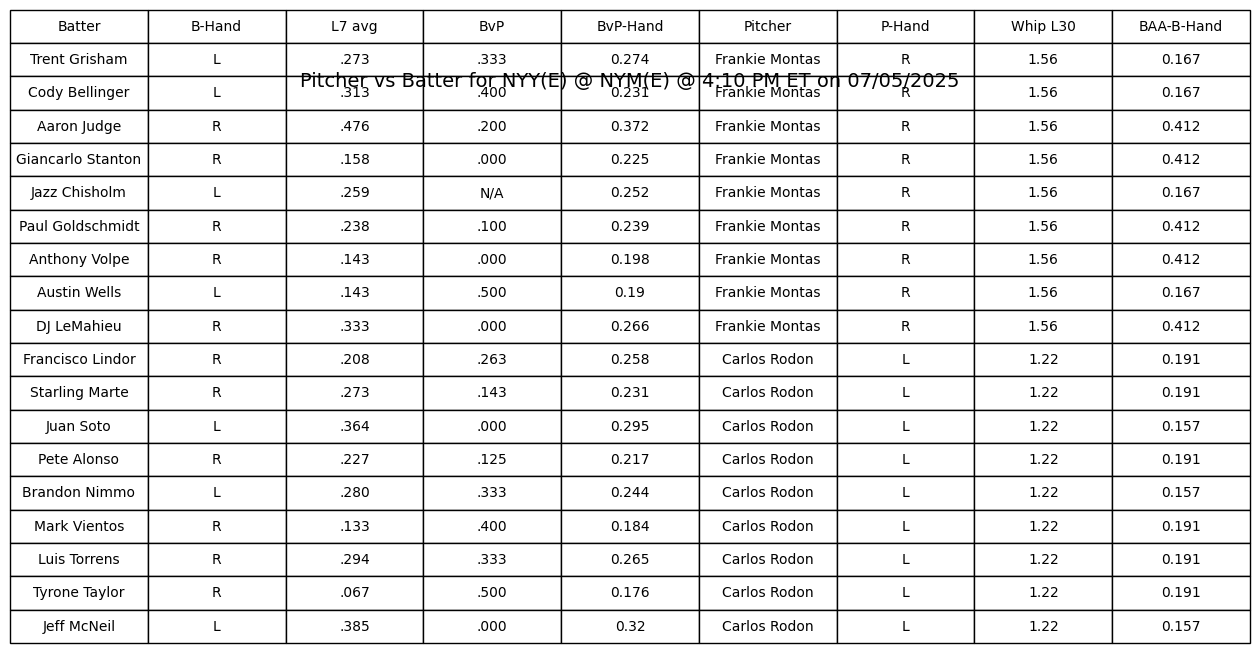 Batter B-Hand L7 avg BvP BvP-Hand Pitcher P-Hand Whip L30 BAA-B-Hand
Trent Grisham L .273 .333 0.274 Frankie Montas R 1.56 0.167
Pitcher vs Batter for NYY(E) @ NYM(E) @ 4:10 PM ET on 07/05/2025
Cody Bellinger L .313 .400 0.231 Frankie Montas R 1.56 0.167
Aaron Judge R .476 .200 0.372 Frankie Montas R 1.56 0.412
Giancarlo Stanton R .158 .000 0.225 Frankie Montas R 1.56 0.412
Jazz Chisholm L .259 N/A 0.252 Frankie Montas R 1.56 0.167
Paul Goldschmidt R .238 .100 0.239 Frankie Montas R 1.56 0.412
Anthony Volpe R .143 .000 0.198 Frankie Montas R 1.56 0.412
Austin Wells L .143 .500 0.19 Frankie Montas R 1.56 0.167
DJ LeMahieu R .333 .000 0.266 Frankie Montas R 1.56 0.412
Francisco Lindor R .208 .263 0.258 Carlos Rodon L 1.22 0.191
Starling Marte R .273 .143 0.231 Carlos Rodon L 1.22 0.191
Juan Soto L .364 .000 0.295 Carlos Rodon L 1.22 0.157
Pete Alonso R .227 .125 0.217 Carlos Rodon L 1.22 0.191
Brandon Nimmo L .280 .333 0.244 Carlos Rodon L 1.22 0.157
Mark Vientos R .133 .400 0.184 Carlos Rodon L 1.22 0.191
Luis Torrens R .294 .333 0.265 Carlos Rodon L 1.22 0.191
Tyrone Taylor R .067 .500 0.176 Carlos Rodon L 1.22 0.191
Jeff McNeil L .385 .000 0.32 Carlos Rodon L 1.22 0.157